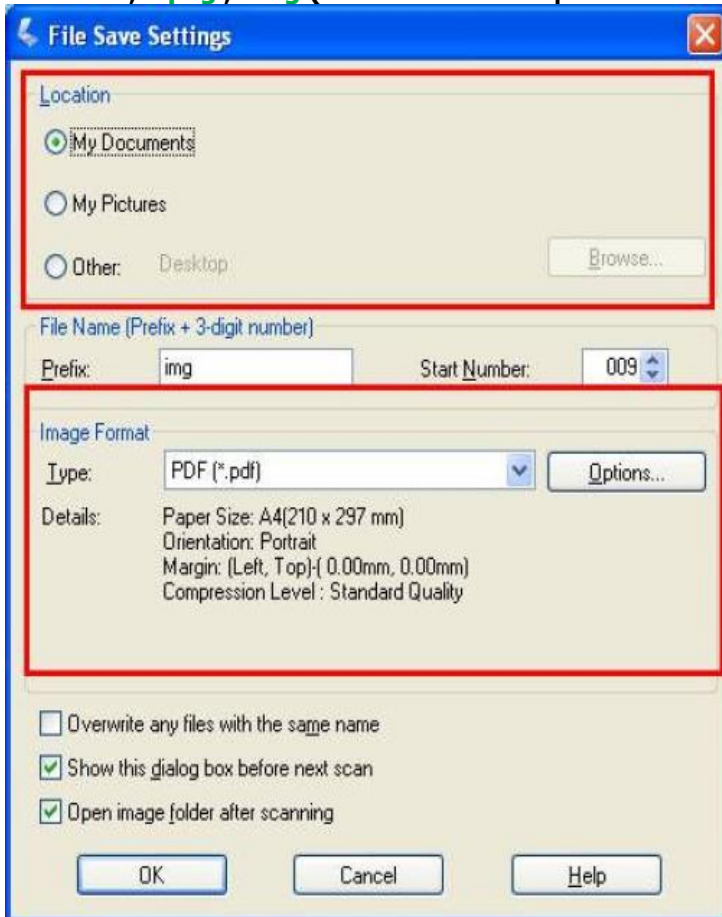 File Save Settings
Location
My Documents
My Pictures
Other: Desktop Browse...
File Name (Prefix + 3-digit number)
Prefix: img Start Number: 009
Image Format
Type: PDF (*.pdf) Options...
Details: Paper Size: A4(210 x 297 mm)
Orientation: Portrait
Margin: (Left, Top)-( 0.00mm, 0.00mm)
Compression Level : Standard Quality
Overwrite any files with the same name
Show this dialog box before next scan
Open image folder after scanning
OK Cancel Help